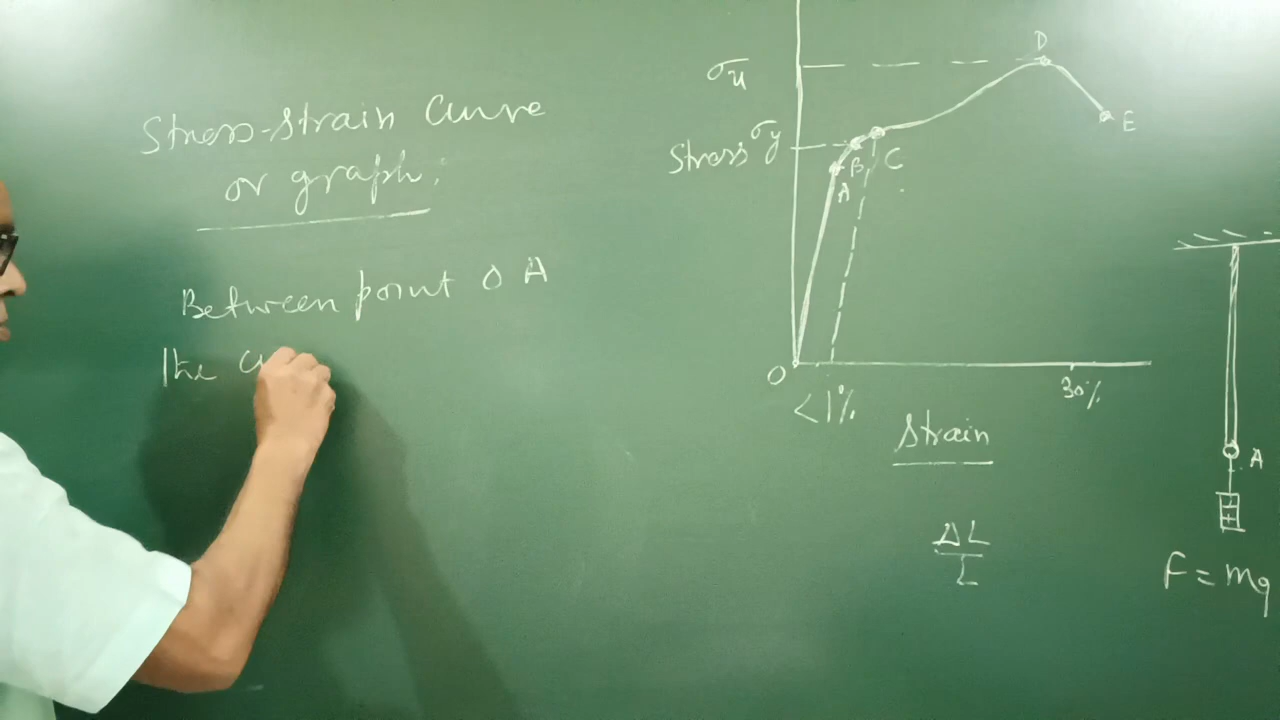 Stress-Strain Curve
or graph:
Between point O A
The
σu
σy
Stress
A
B
C
D
E
O
<1%
30%
Strain
ΔL
L
A
F = mg